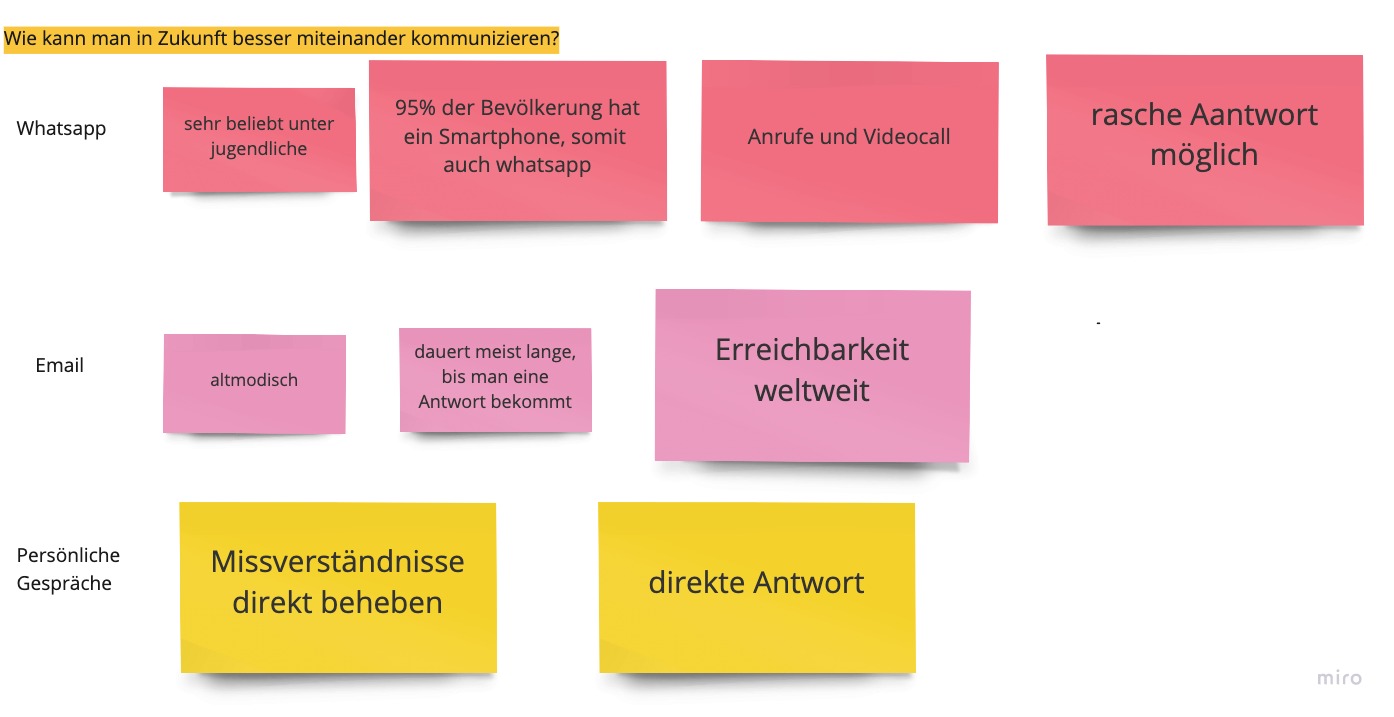 Wie kann man in Zukunft besser miteinander kommunizieren?
Whatsapp
sehr beliebt unter
jugendliche
95% der Bevölkerung hat
ein Smartphone, somit
auch whatsapp
Anrufe und Videocall
rasche Aantwort
möglich
Email
altmodisch
dauert meist lange,
bis man eine
Antwort bekommt
Erreichbarkeit
weltweit
-
Persönliche
Gespräche
Missverständnisse
direkt beheben
direkte Antwort
miro